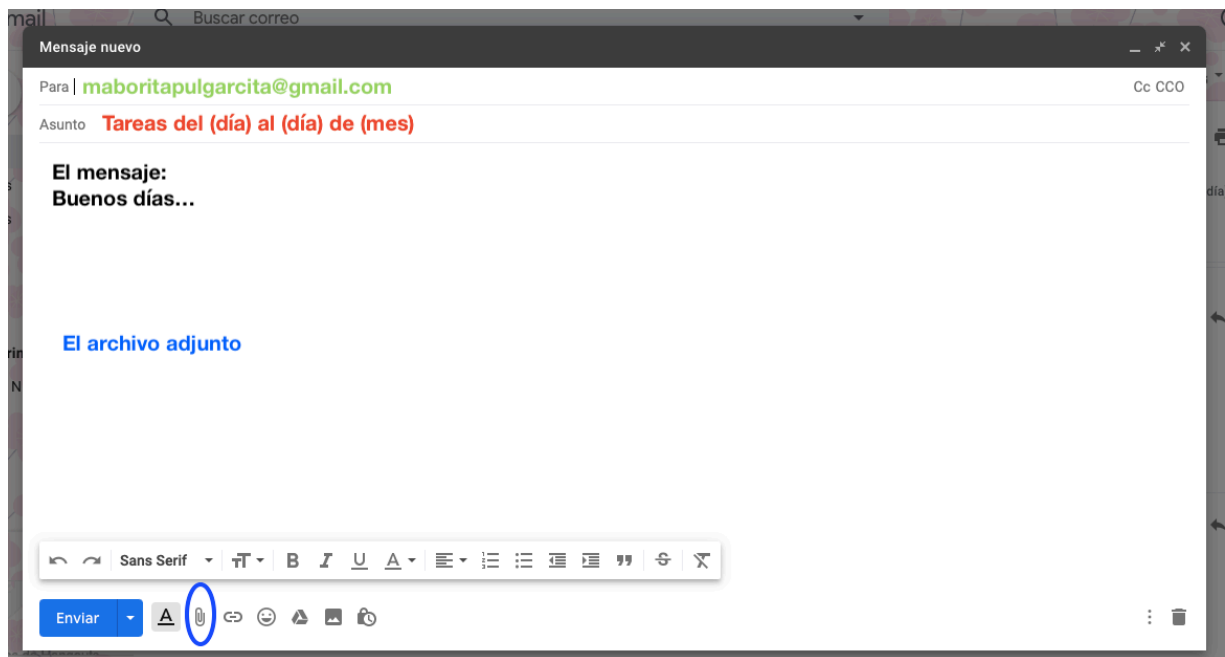 mail Buscar correo
Mensaje nuevo
Para maboritapulgarcita@gmail.com Cc CCO
Asunto Tareas del (día) al (día) de (mes)
El mensaje:
Buenos días...
El archivo adjunto
Sans Serif
Enviar